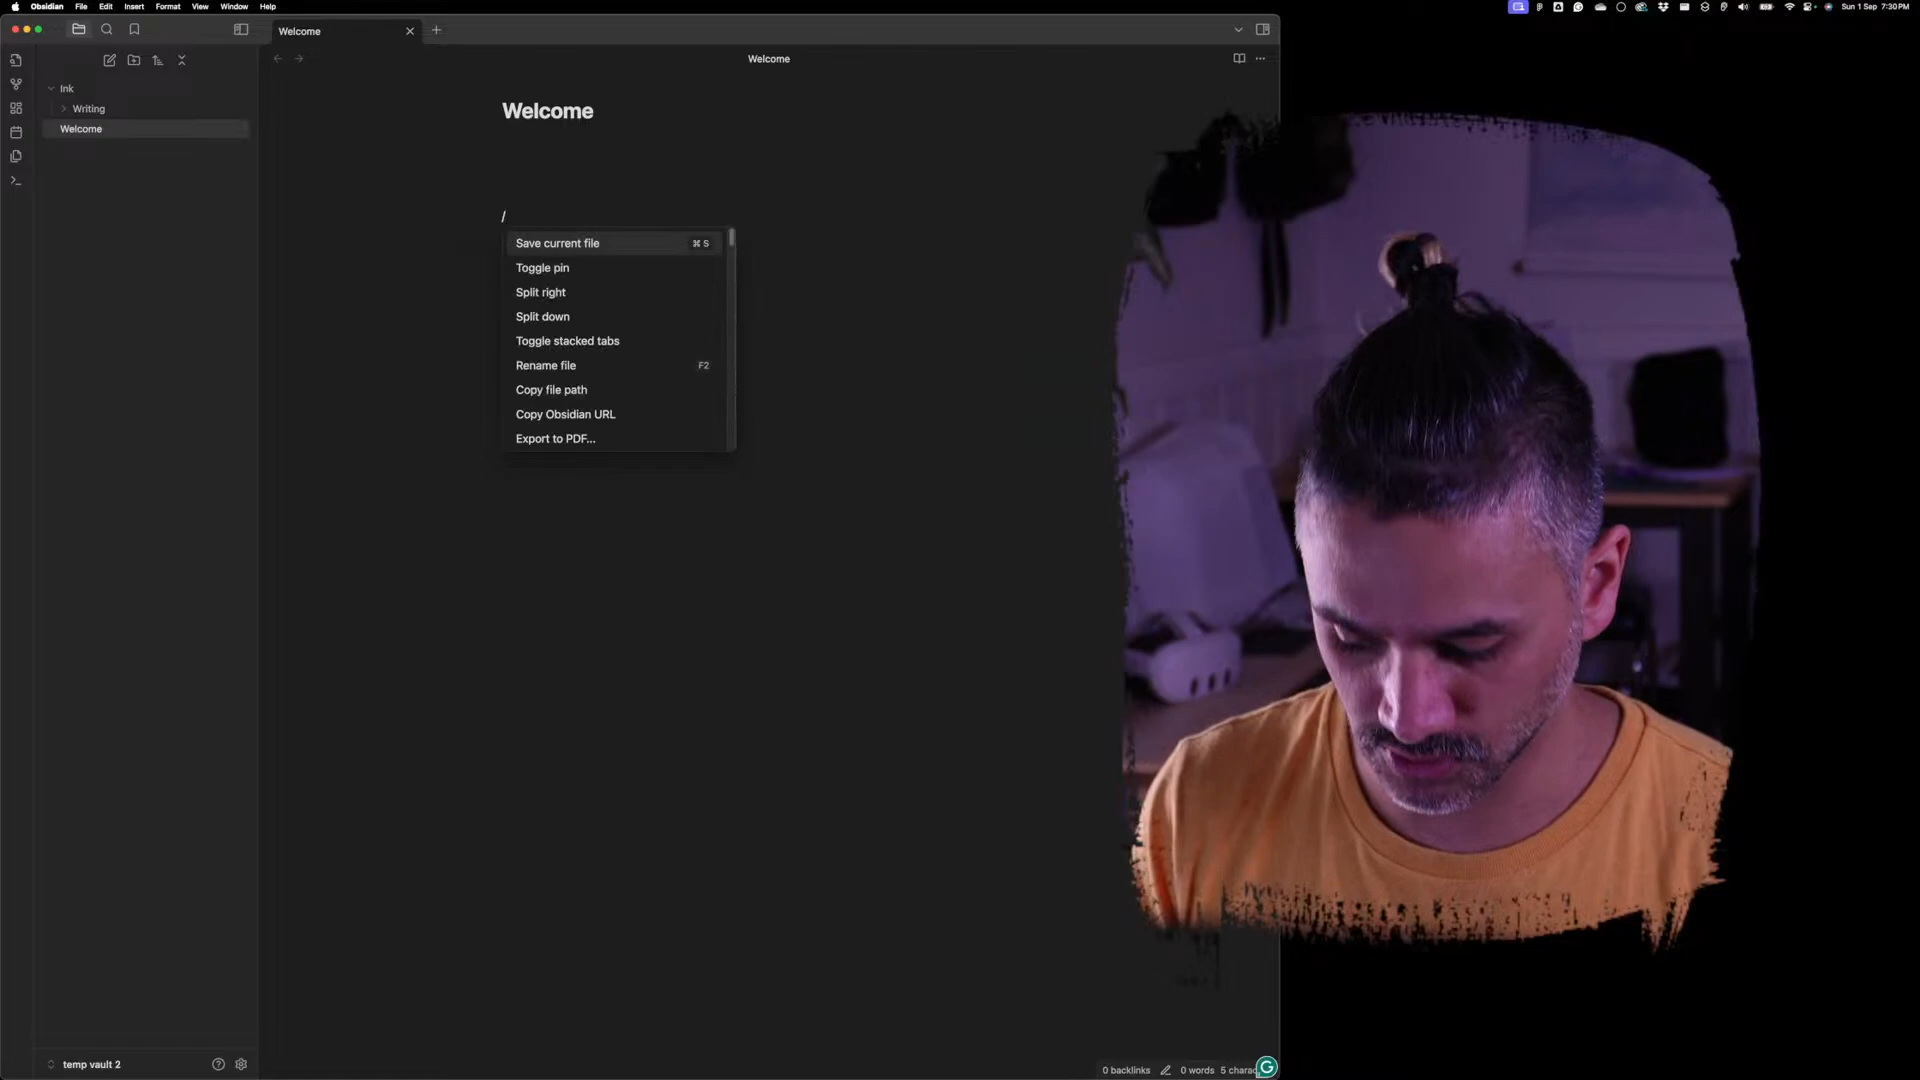 Obsidian File Edit Insert Format View Window Help
Sun 1 Sep 7:30PM
Welcome
Welcome
Ink
Writing
Welcome
Welcome
/
Save current file ⌘ S
Toggle pin
Split right
Split down
Toggle stacked tabs
Rename file F2
Copy file path
Copy Obsidian URL
Export to PDF...
temp vault 2
0 backlinks 0 words 5 charac